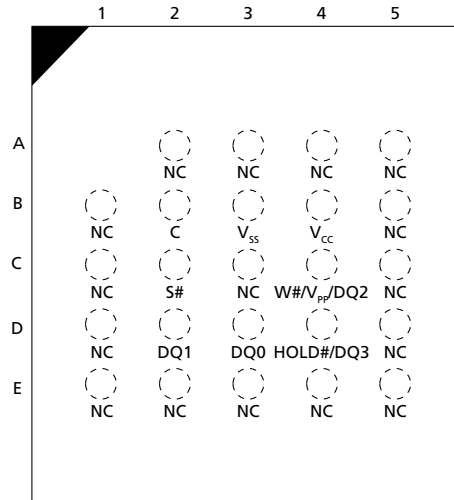 1 2 3 4 5
A
NC NC NC NC
B
NC C VSS VCC NC
C
NC S# NC W#/VPP/DQ2 NC
D
NC DQ1 DQ0 HOLD#/DQ3 NC
E
NC NC NC NC NC